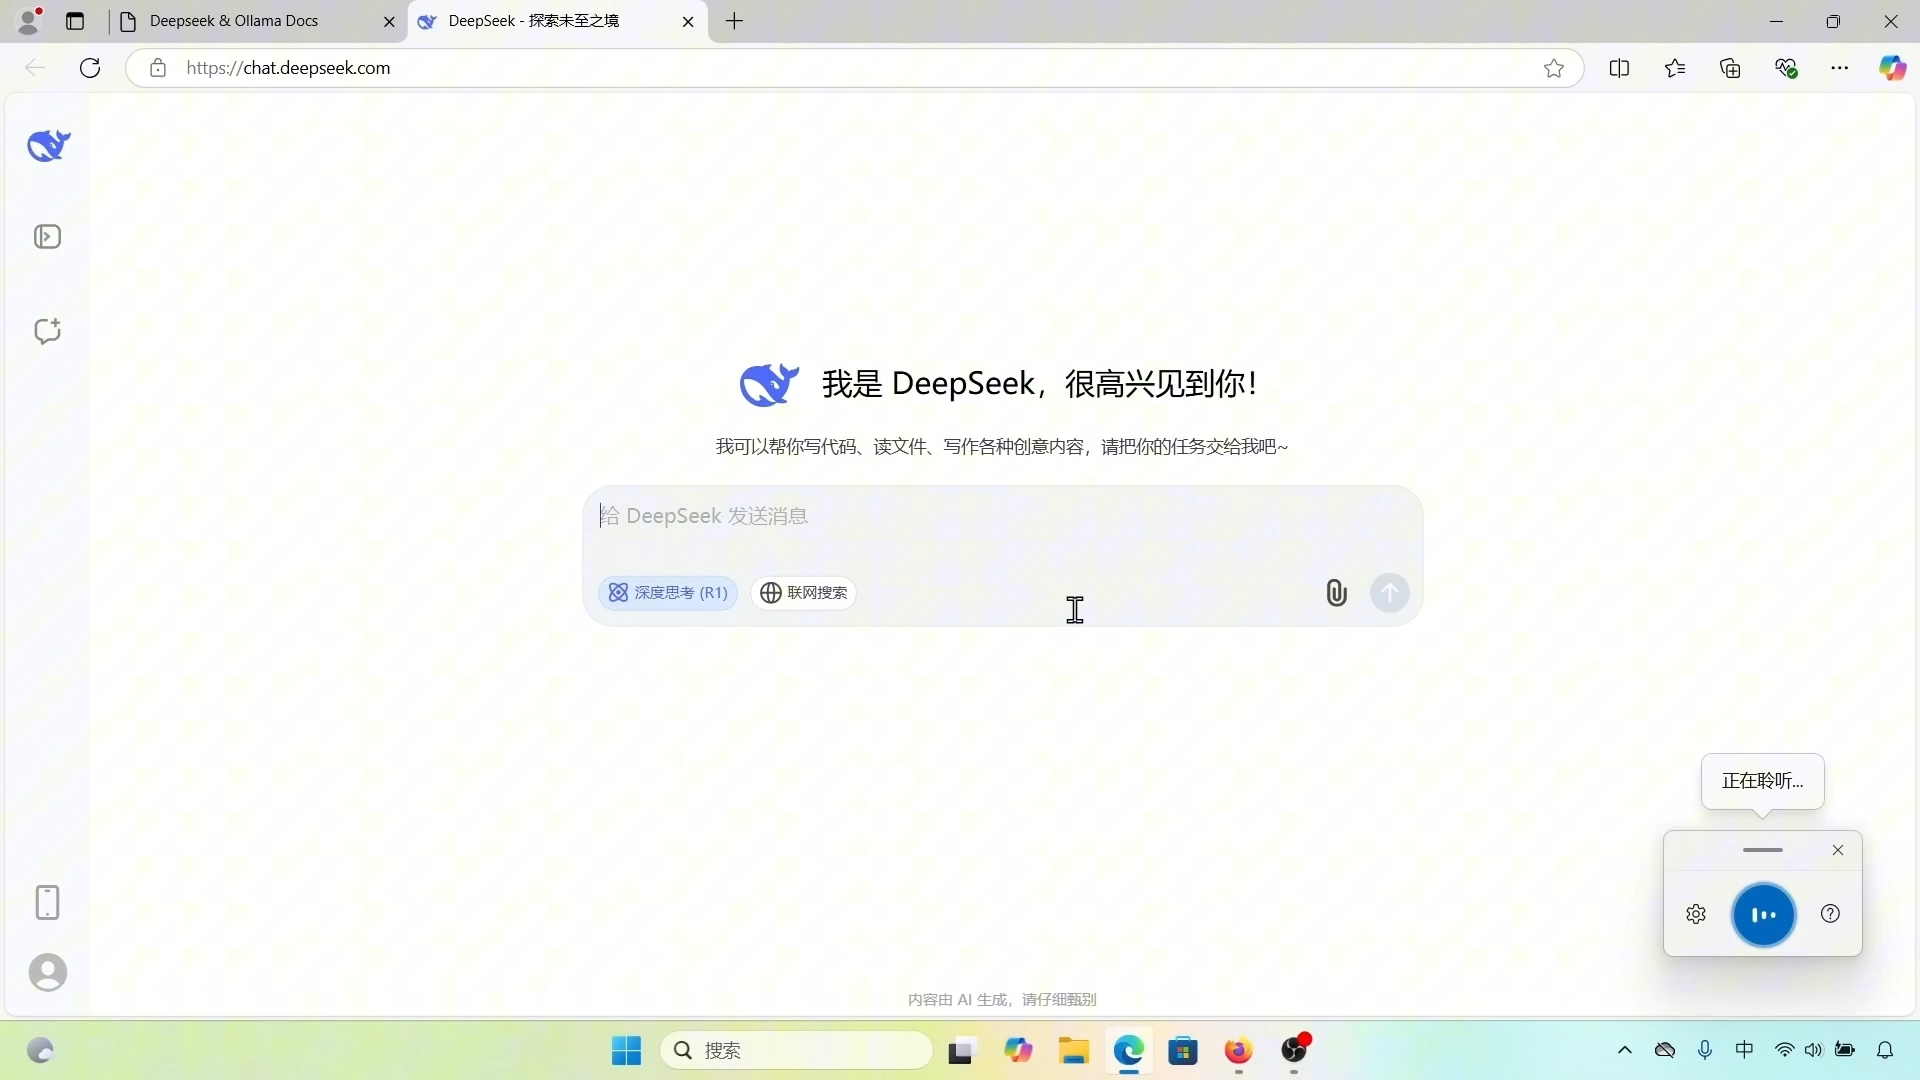 Deepseek & Ollama Docs
DeepSeek - 探索未至之境
https://chat.deepseek.com
我是 DeepSeek，很高兴见到你！
我可以帮你写代码、读文件、写作各种创意内容，请把你的任务交给我吧~
给 DeepSeek 发送消息
深度思考 (R1)
联网搜索
正在聆听...
内容由 AI 生成，请仔细甄别
搜索
中